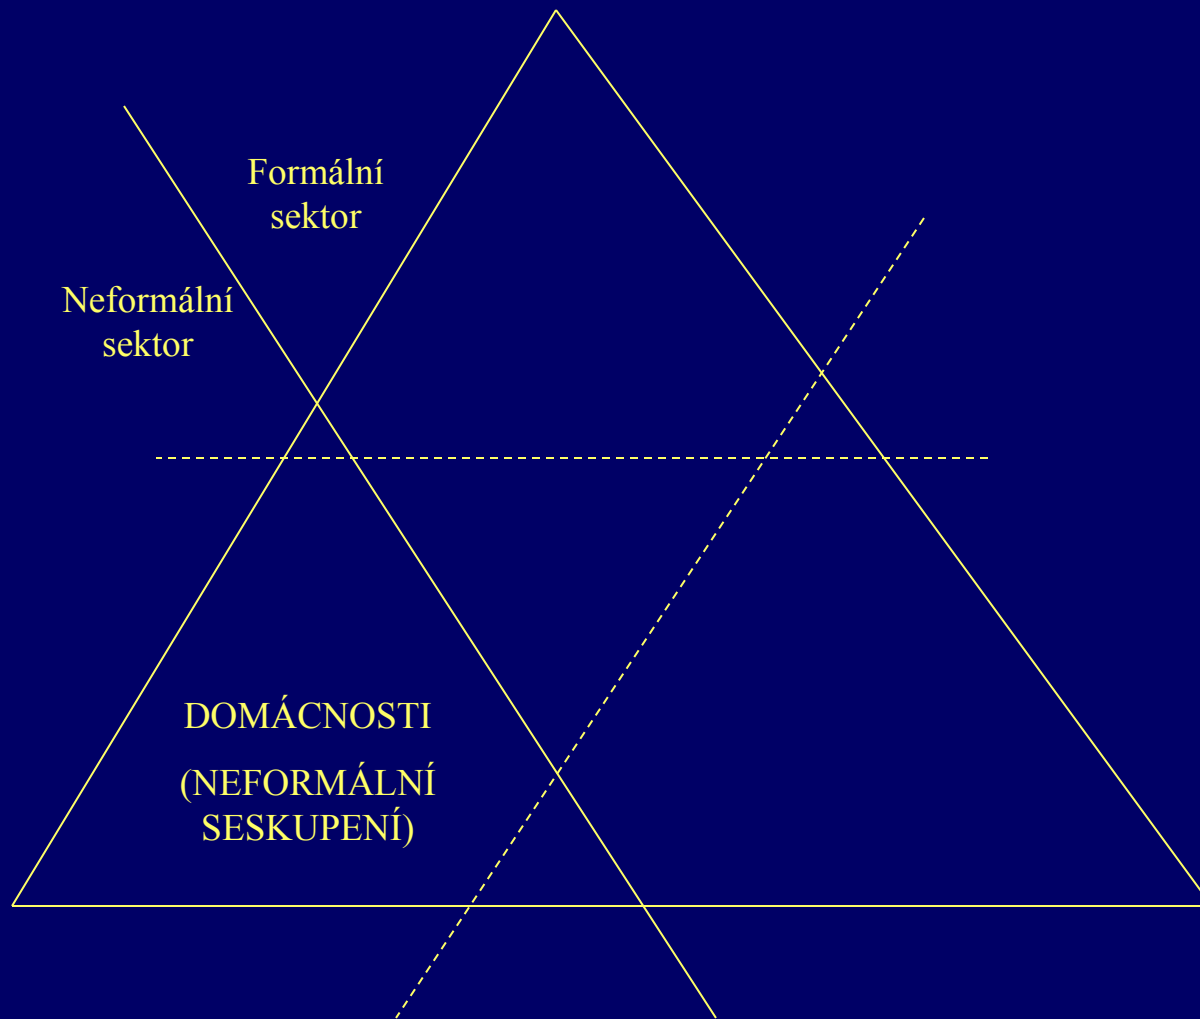 Formální
sektor
Neformální
sektor
DOMÁCNOSTI
(NEFORMÁLNÍ
SESKUPENÍ)